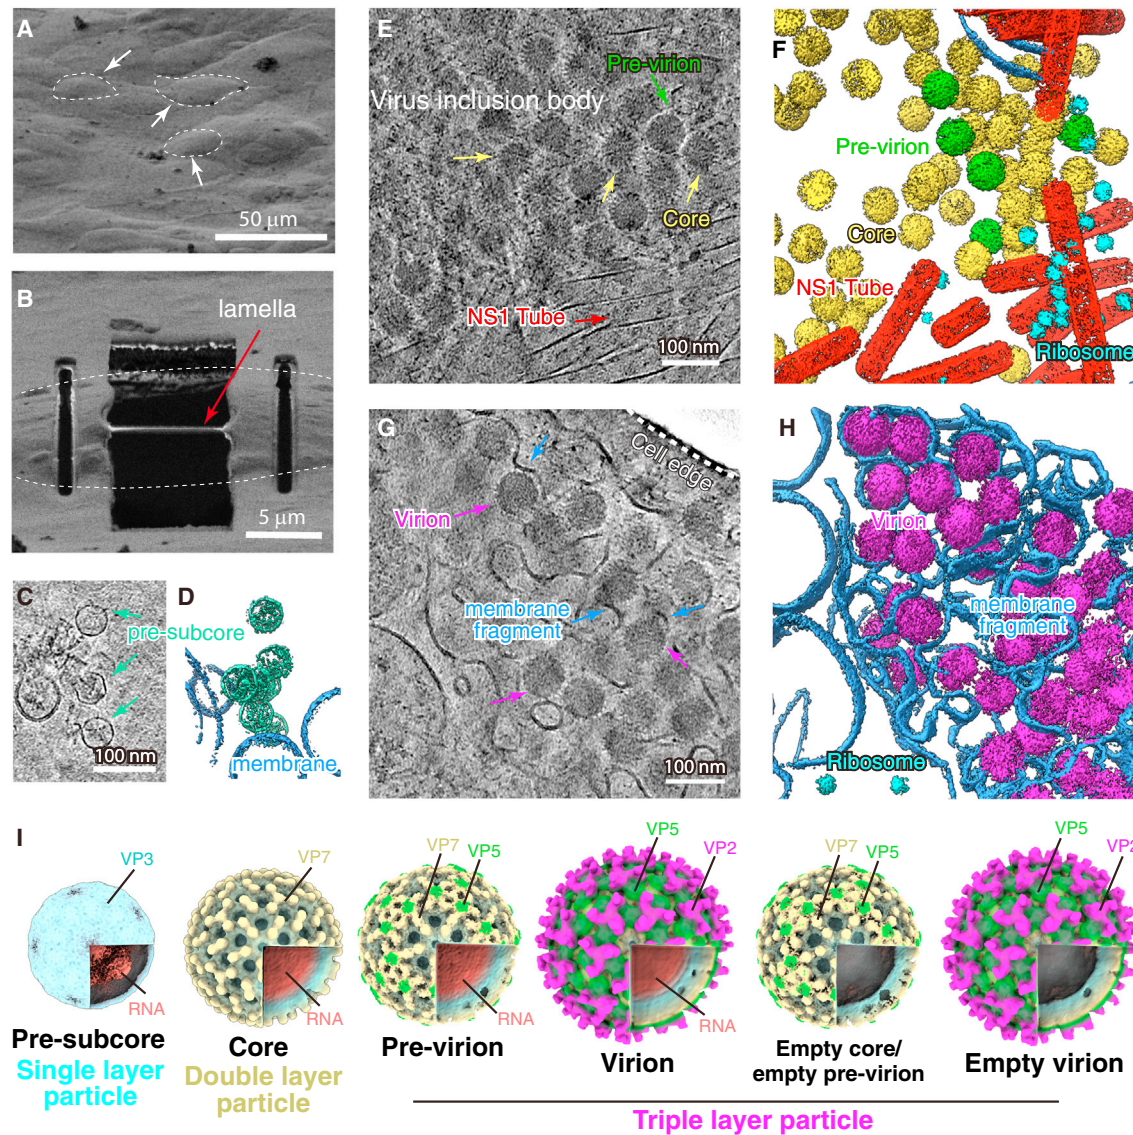 A
50 μm
B
lamella
5 μm
C
pre-subcore
100 nm
D
membrane
E
Pre-virion
Virus inclusion body
Core
NS1 Tube
100 nm
F
Pre-virion
Core
NS1 Tube
Ribosome
G
Cell edge
Virion
membrane
fragment
100 nm
H
Virion
membrane
fragment
Ribosome
I
VP3
RNA
Pre-subcore
Single layer
particle
VP7
RNA
Core
Double layer
particle
VP7
VP5
RNA
Pre-virion
VP5
VP2
RNA
Virion
VP7
VP5
Empty core/
empty pre-virion
VP5
VP2
Empty virion
Triple layer particle